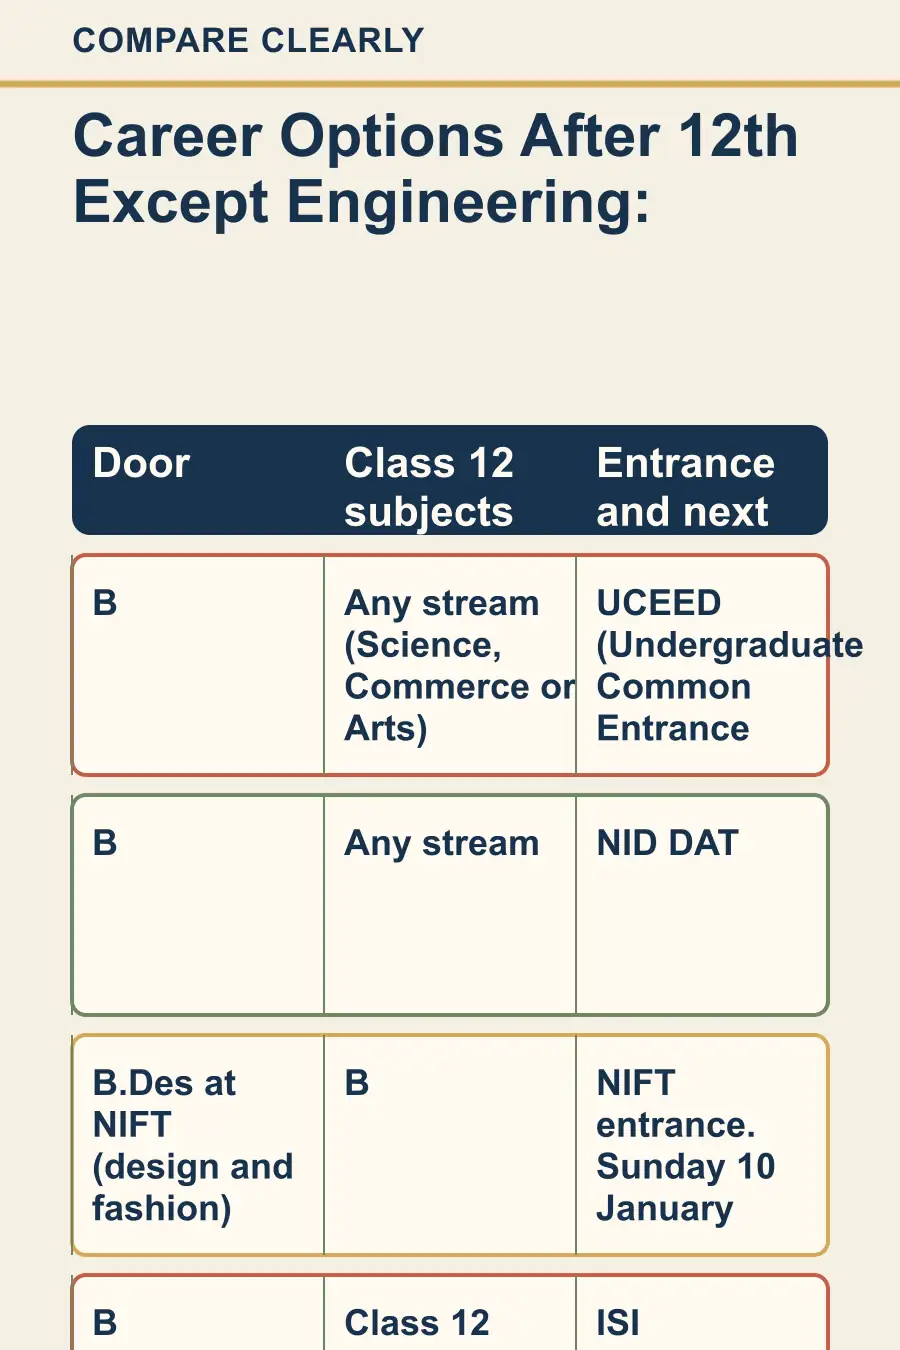 COMPARE CLEARLY
Career Options After 12th
Except Engineering:
Door
Class 12
subjects
Entrance
and next
B
Any stream
(Science,
Commerce or
Arts)
UCEED
(Undergraduate
Common
Entrance
B
Any stream
NID DAT
B.Des at
NIFT
(design and
fashion)
B
NIFT
entrance.
Sunday 10
January
B
Class 12
ISI